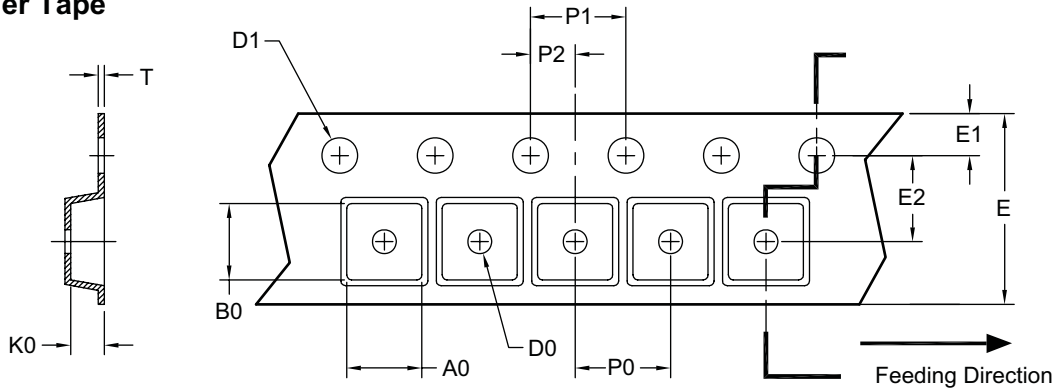 er Tape
P1
D1
P2
T
E1
E2
E
B0
K0
A0
D0
P0
Feeding Direction